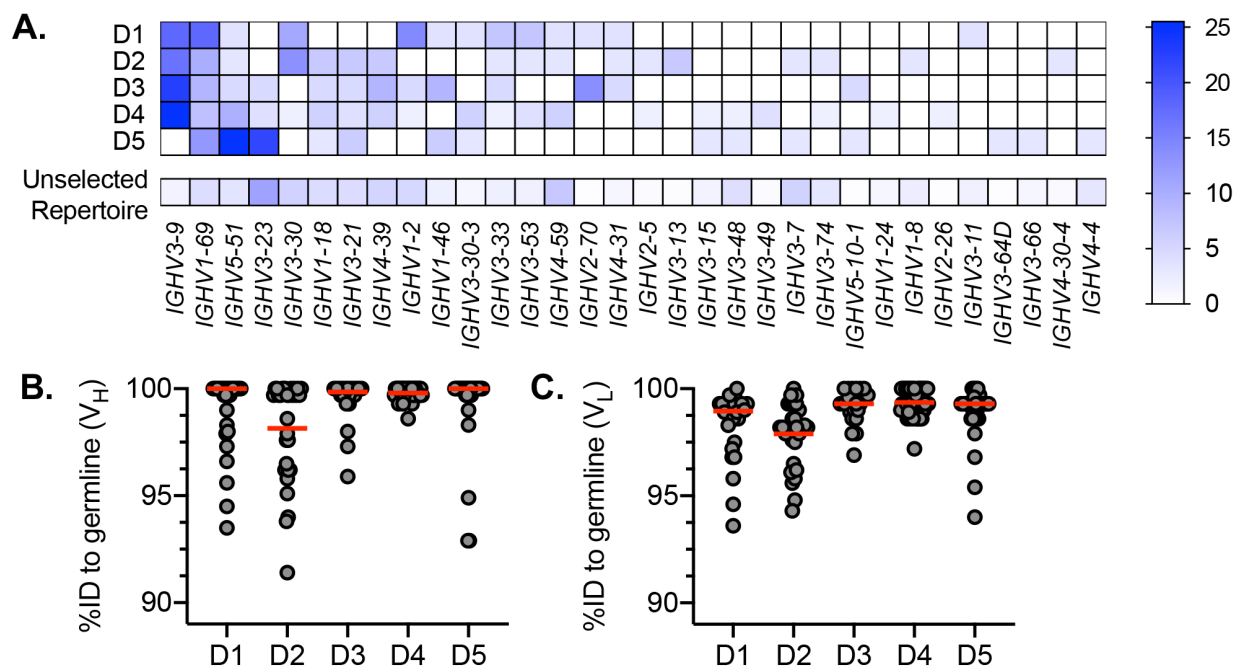 A.
D1
D2
D3
D4
D5
Unselected
Repertoire
25
20
15
10
5
0
IGHV3-9
IGHV1-69
IGHV5-51
IGHV3-23
IGHV3-30
IGHV1-18
IGHV3-21
IGHV4-39
IGHV1-2
IGHV1-46
IGHV3-30-3
IGHV3-33
IGHV3-53
IGHV4-59
IGHV2-70
IGHV4-31
IGHV2-5
IGHV3-13
IGHV3-15
IGHV3-48
IGHV3-49
IGHV3-7
IGHV3-74
IGHV5-10-1
IGHV1-24
IGHV1-8
IGHV2-26
IGHV3-11
IGHV3-64D
IGHV3-66
IGHV4-30-4
IGHV4-4
B.
%ID to germline (VH)
100
95
90
D1 D2 D3 D4 D5
C.
%ID to germline (VL)
100
95
90
D1 D2 D3 D4 D5